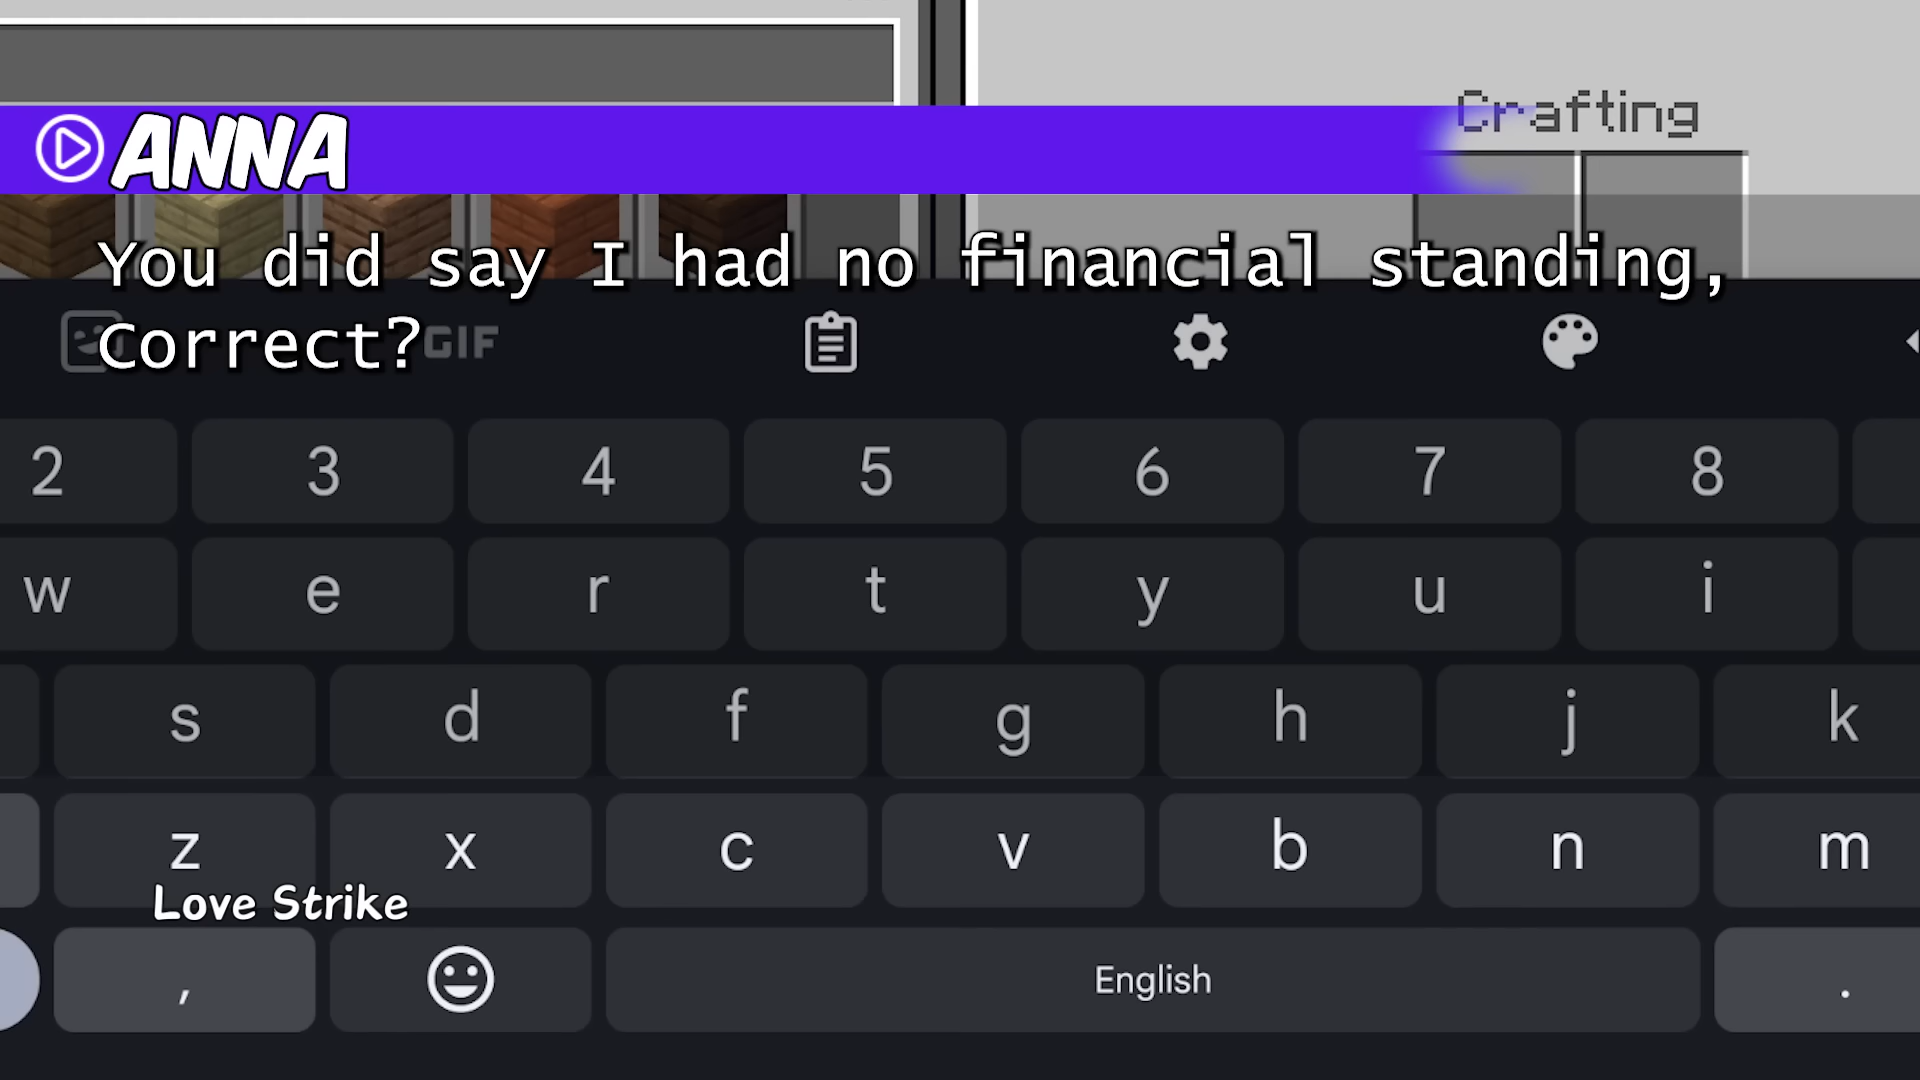 Crafting
ANNA
You did say I had no financial standing,
Correct?
GIF
2 3 4 5 6 7 8
w e r t y u i
s d f g h j k
z x c v b n m
Love Strike
, English .